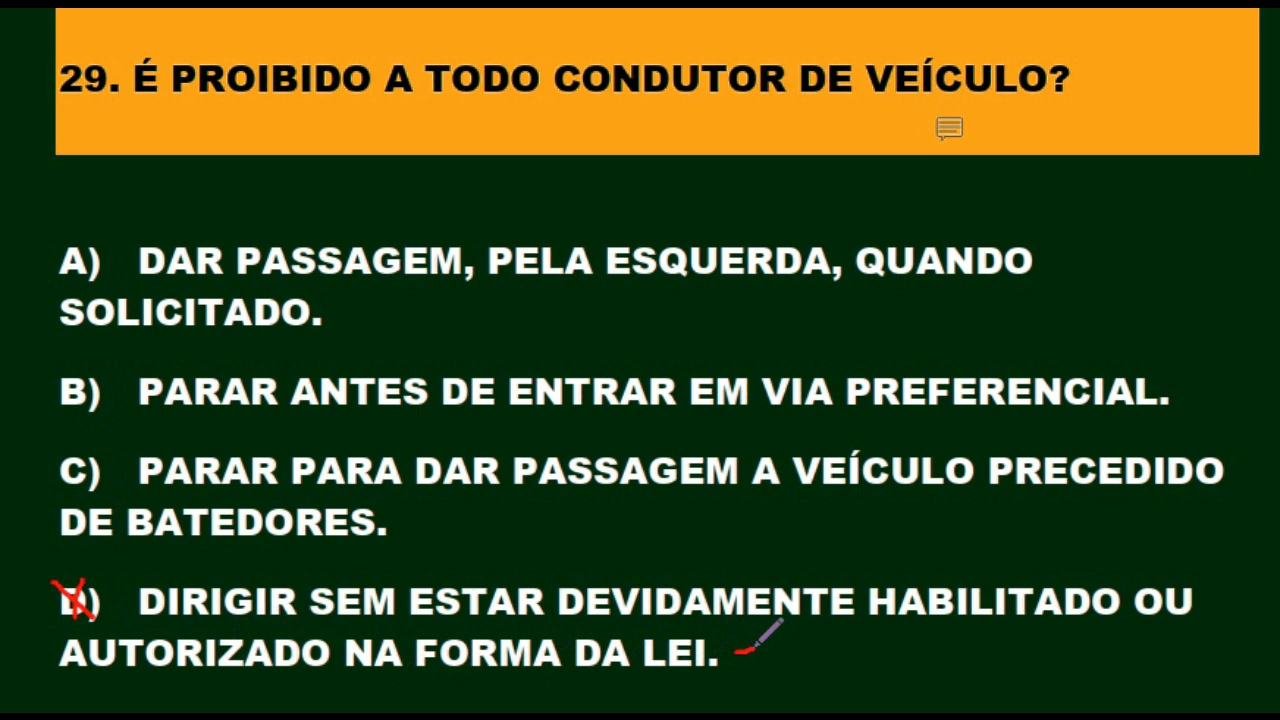 29. É PROIBIDO A TODO CONDUTOR DE VEÍCULO?
A) DAR PASSAGEM, PELA ESQUERDA, QUANDO
SOLICITADO.
B) PARAR ANTES DE ENTRAR EM VIA PREFERENCIAL.
C) PARAR PARA DAR PASSAGEM A VEÍCULO PRECEDIDO
DE BATEDORES.
D) DIRIGIR SEM ESTAR DEVIDAMENTE HABILITADO OU
AUTORIZADO NA FORMA DA LEI.